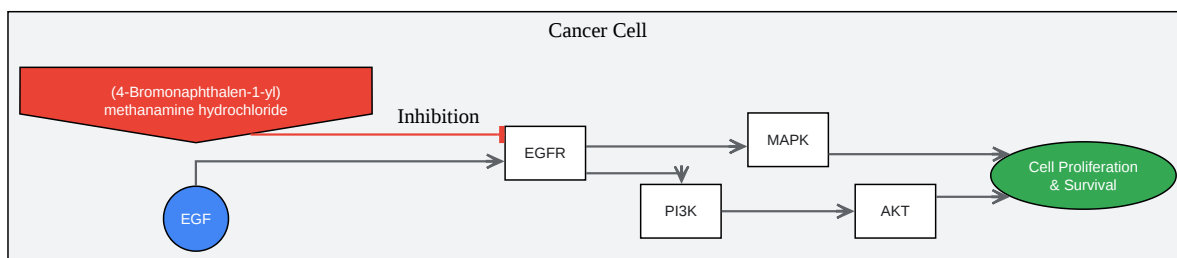 Cancer Cell
(4-Bromonaphthalen-1-yl)
methanamine hydrochloride
Inhibition
EGFR
MAPK
Cell Proliferation
& Survival
EGF
PI3K
AKT